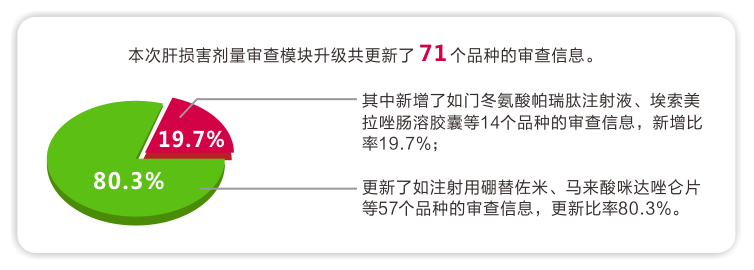 本次肝损害剂量审查模块升级共更新了 71 个品种的审查信息。
其中新增了如门冬氨酸帕瑞肽注射液、埃索美
拉唑肠溶胶囊等14个品种的审查信息，新增比
率19.7%；
19.7%
80.3%
更新了如注射用硼替佐米、马来酸咪达唑仑片
等57个品种的审查信息，更新比率80.3%。